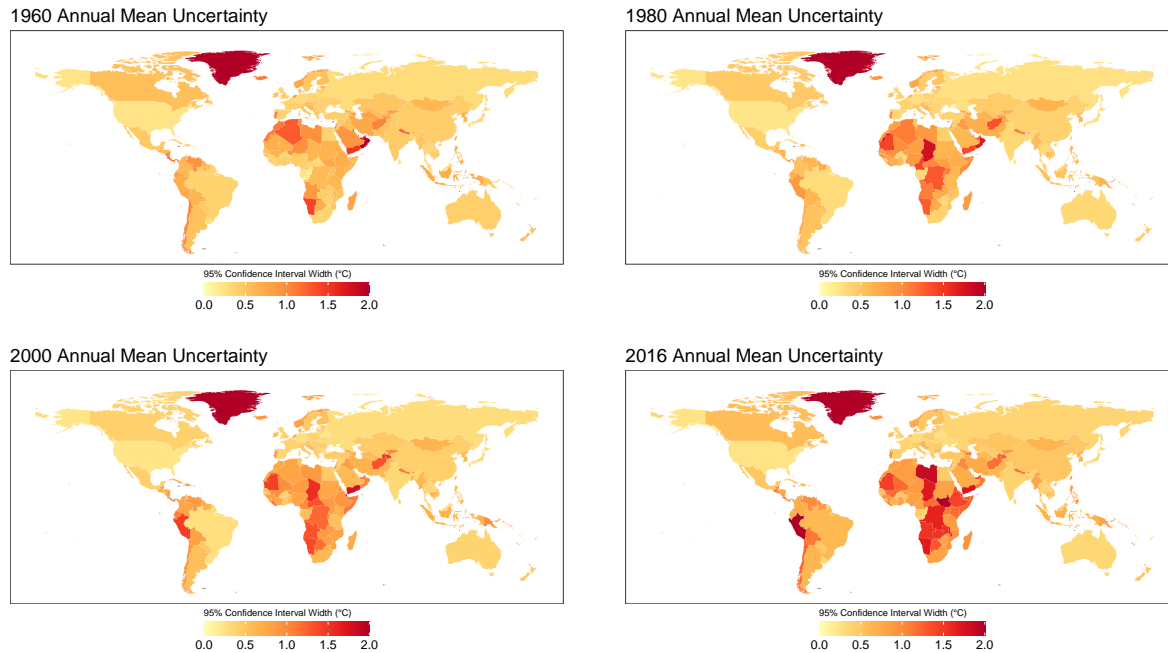 1960 Annual Mean Uncertainty
1980 Annual Mean Uncertainty
95% Confidence Interval Width (°C)
0.0 0.5 1.0 1.5 2.0
95% Confidence Interval Width (°C)
0.0 0.5 1.0 1.5 2.0
2000 Annual Mean Uncertainty
2016 Annual Mean Uncertainty
95% Confidence Interval Width (°C)
0.0 0.5 1.0 1.5 2.0
95% Confidence Interval Width (°C)
0.0 0.5 1.0 1.5 2.0